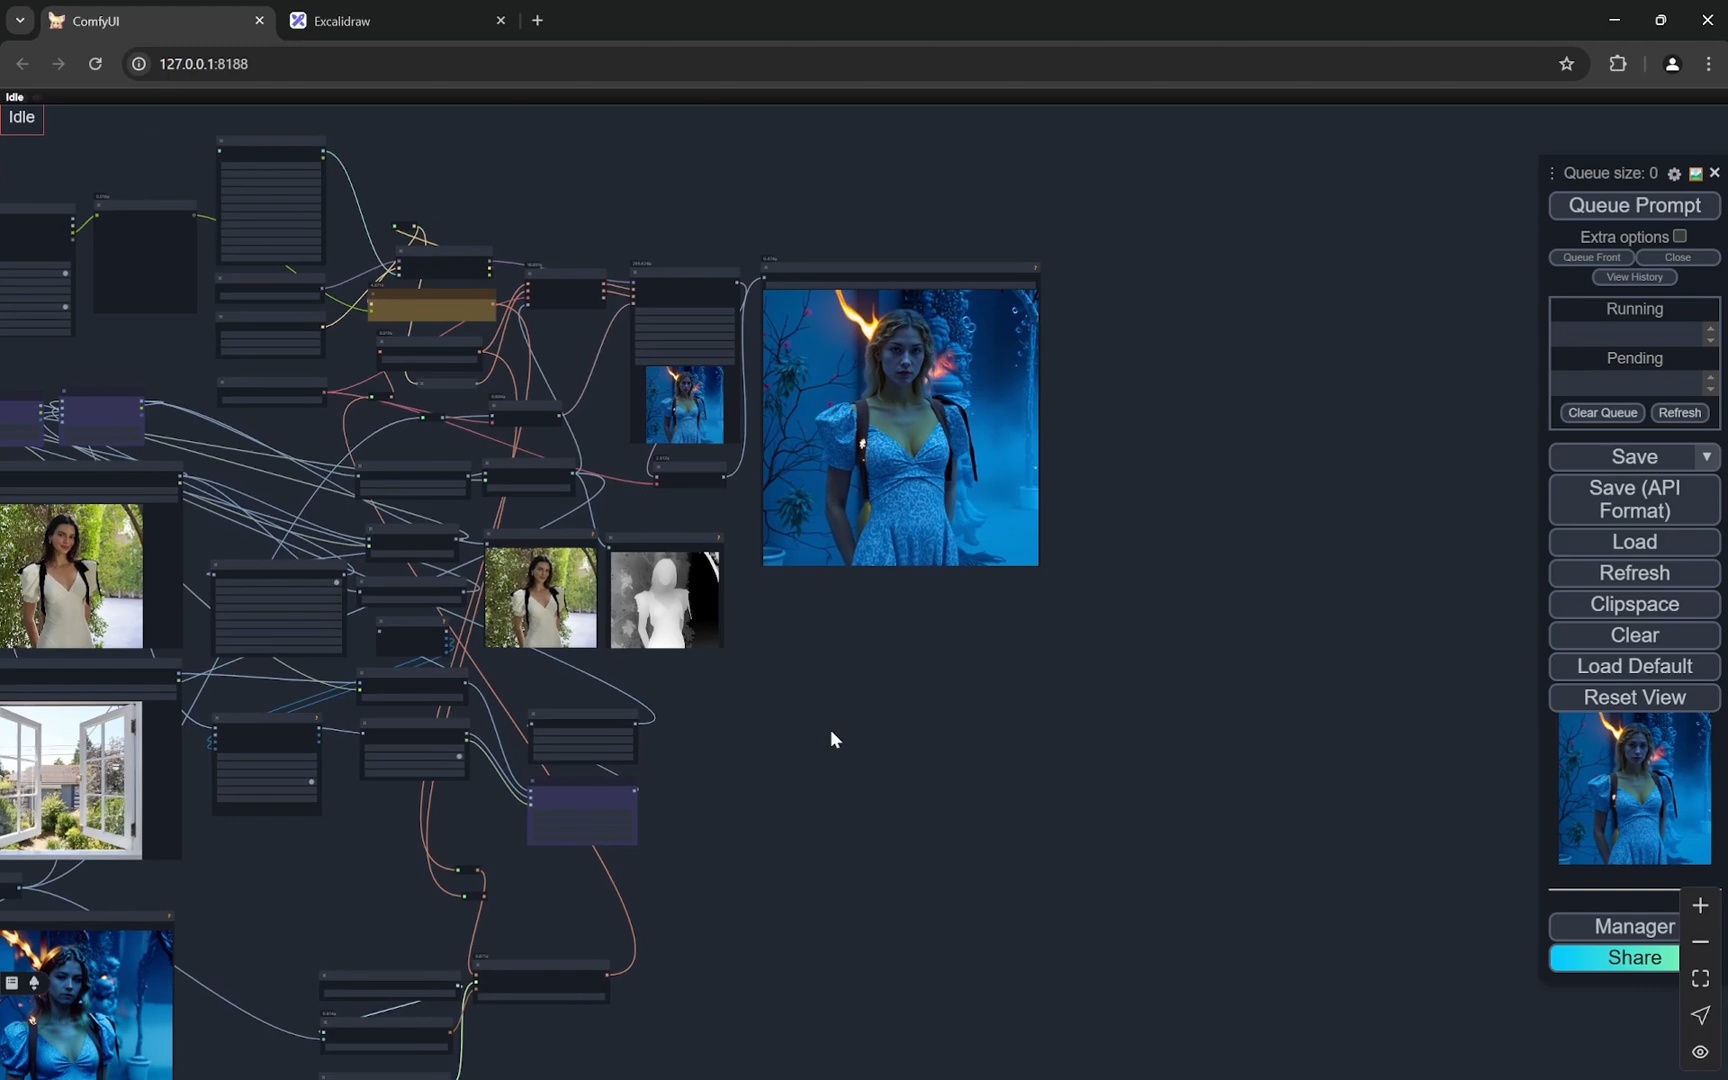 ComfyUI
Excalidraw
127.0.0.1:8188
Idle
Idle
Queue size: 0
Queue Prompt
Extra options
Queue Front
Close
View History
Running
Pending
Clear Queue
Refresh
Save
Save (API
Format)
Load
Refresh
Clipspace
Clear
Load Default
Reset View
Manager
Share